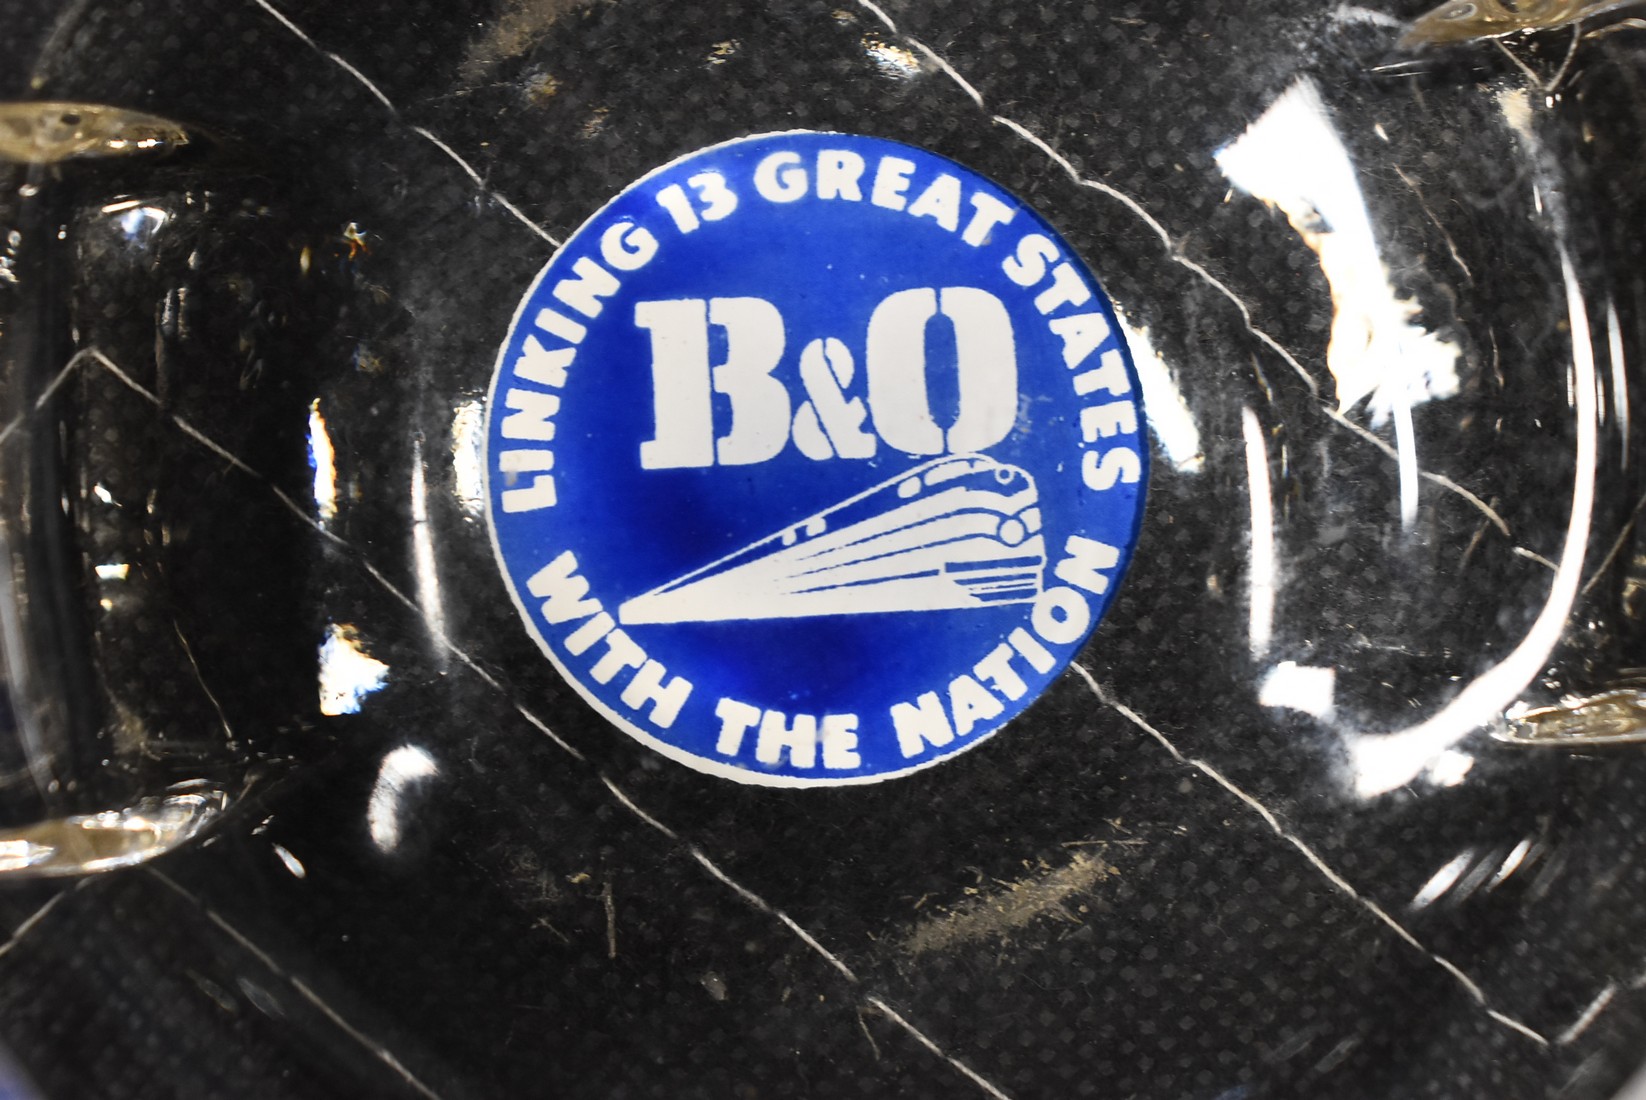 LINKING 13 GREAT STATES
B&O
WITH THE NATION